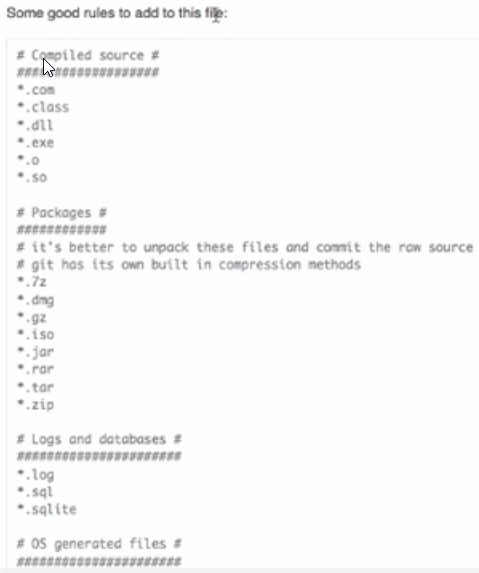 Some good rules to add to this file:
# Compiled source #
###################
*.com
*.class
*.dll
*.exe
*.o
*.so
# Packages #
############
# it's better to unpack these files and commit the raw source
# git has its own built in compression methods
*.7z
*.dmg
*.gz
*.iso
*.jar
*.rar
*.tar
*.zip
# Logs and databases #
######################
*.log
*.sql
*.sqlite
# OS generated files #
######################